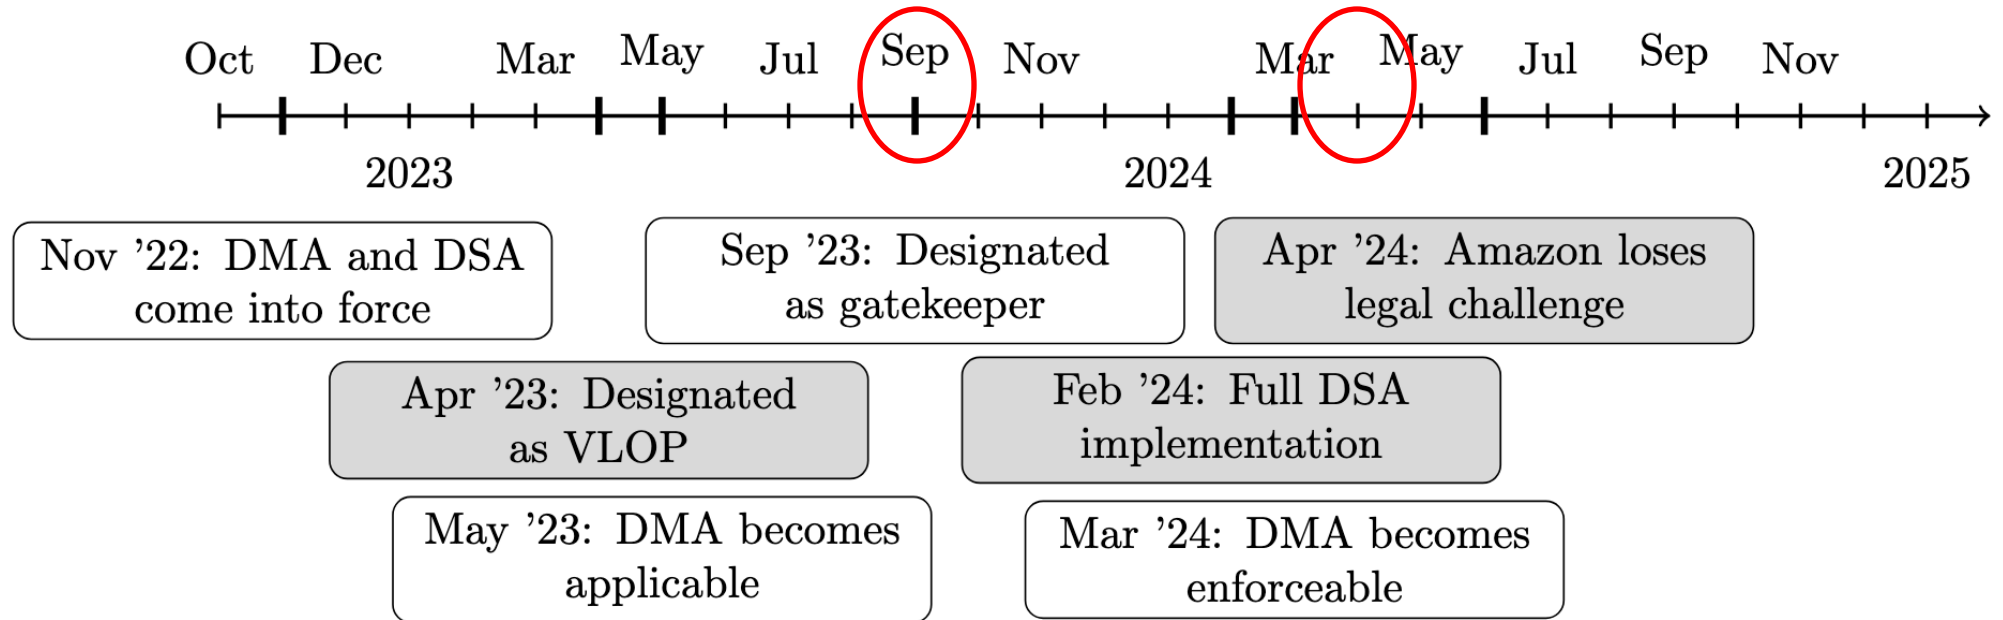 Oct Dec Mar May Jul Sep Nov Mar May Jul Sep Nov
2023 2024 2025
Nov ’22: DMA and DSA
come into force
Sep ’23: Designated
as gatekeeper
Apr ’24: Amazon loses
legal challenge
Apr ’23: Designated
as VLOP
Feb ’24: Full DSA
implementation
May ’23: DMA becomes
applicable
Mar ’24: DMA becomes
enforceable